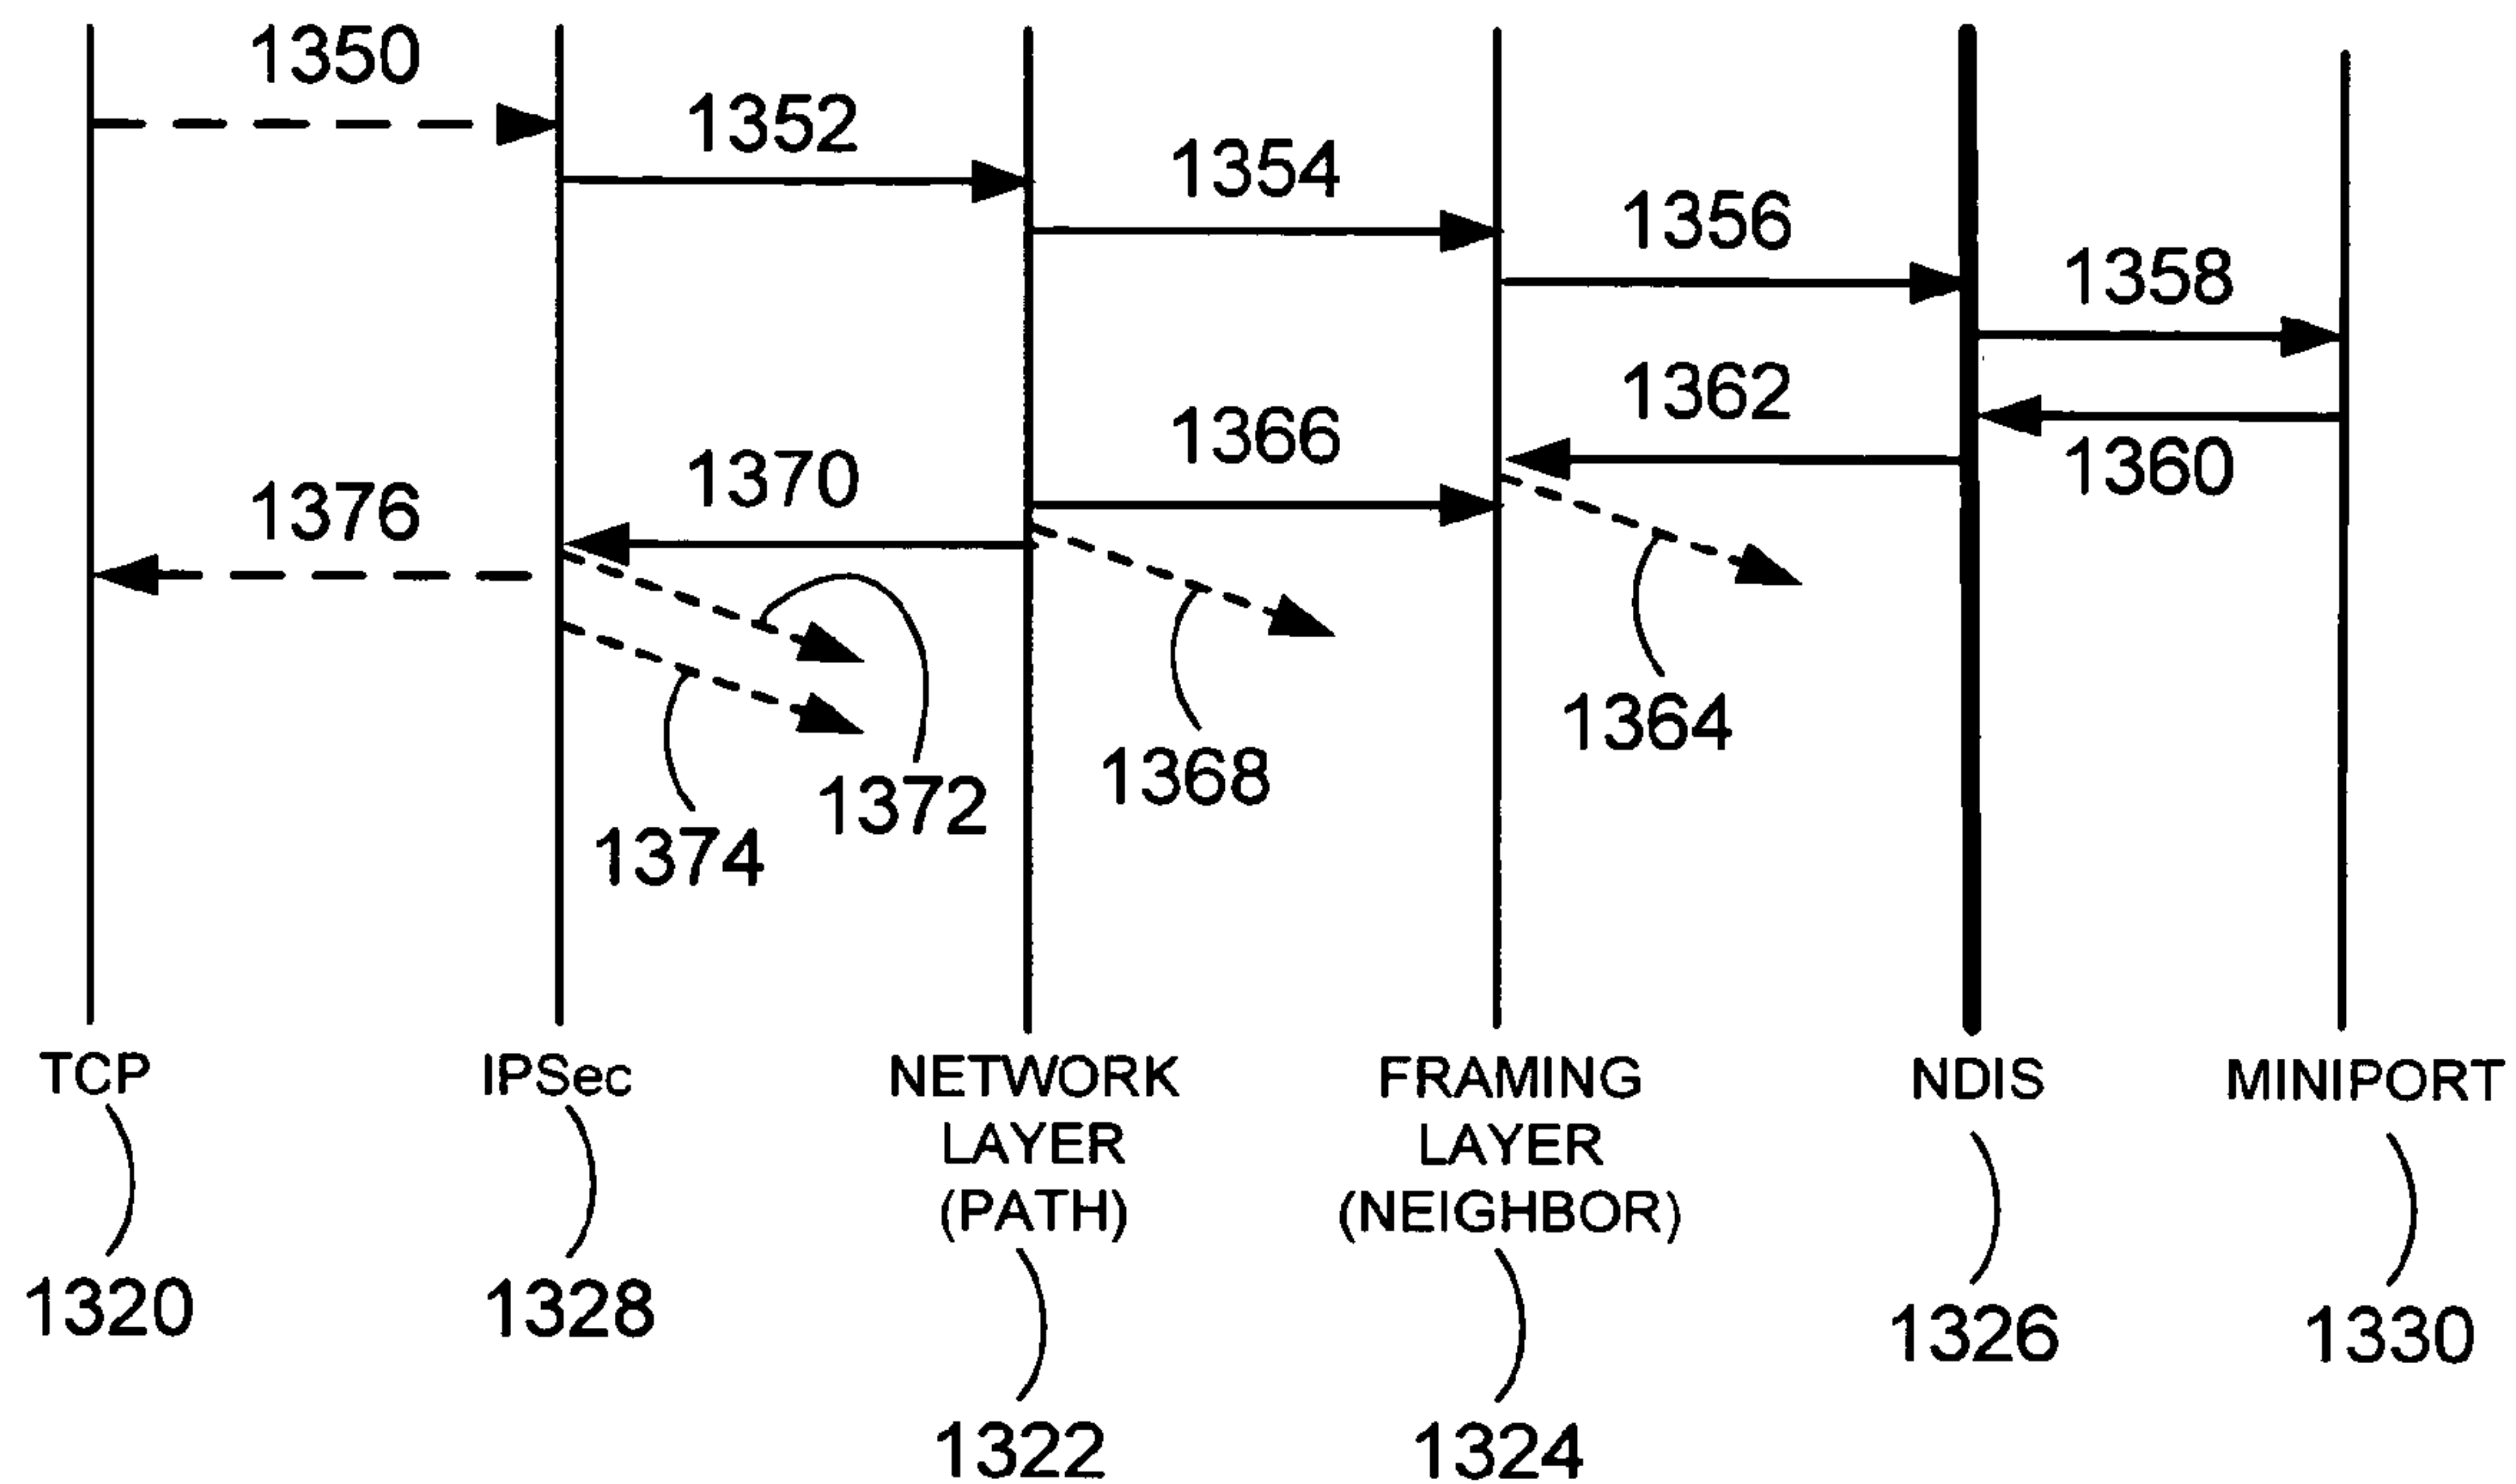 1350
1352
1354
1356
1358
1362
1366
1360
1370
1376
1364
1368
1372
1374
TCP
IPSec
NETWORK
LAYER
(PATH)
FRAMING
LAYER
(NEIGHBOR)
NDIS
MINIPORT
1320
1328
1322
1324
1326
1330